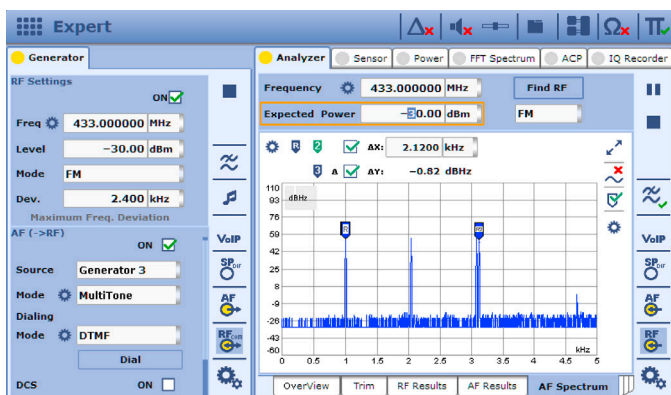 Expert
Generator
RF Settings
ON
Freq 433.000000 MHz
Level -30.00 dBm
Mode FM
Dev. 2.400 kHz
Maximum Freq. Deviation
AF (->RF)
ON
Source Generator 3
Mode MultiTone
Dialing
Mode DTMF
Dial
DCS ON
VoIP
SP
AF
RF
Analyzer Sensor Power FFT Spectrum ACP IQ Recorder
Frequency 433.000000 MHz Find RF
Expected Power -30.00 dBm FM
R 2 ΔX: 2.1200 kHz
3 A ΔY: -0.82 dBHz
110
93 dBHz
76
59
42
25
8
-9
-26
-43
-60 kHz
0 0.5 1 1.5 2 2.5 3 3.5 4 4.5 5
OverView Trim RF Results AF Results AF Spectrum
VoIP
SP
AF
RF